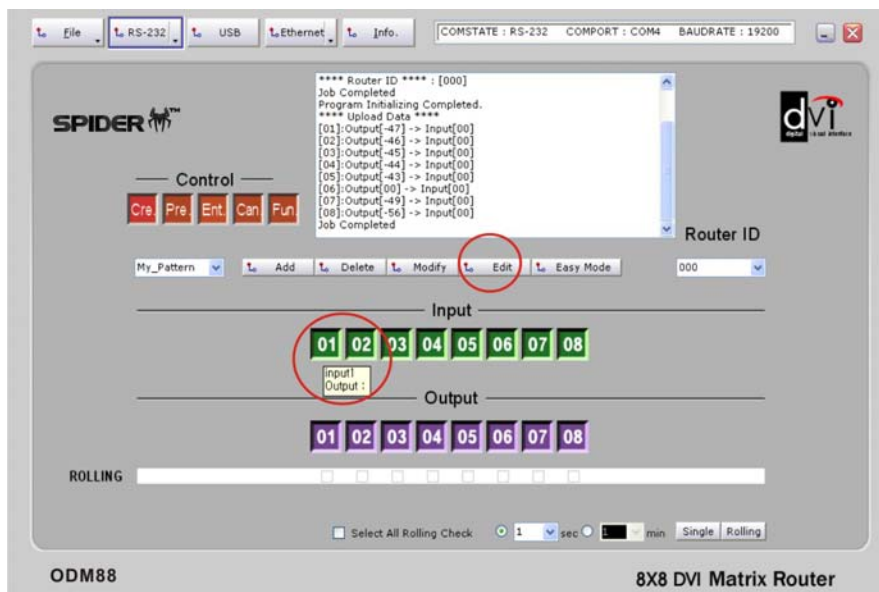 File RS-232 USB Ethernet Info. COMSTATE : RS-232 COMPORT : COM4 BAUDRATE : 19200
**** Router ID **** : [000]
Job Completed
Program Initializing Completed.
**** Upload Data ****
[01]:Output[-47] -> Input[00]
[02]:Output[-46] -> Input[00]
[03]:Output[-45] -> Input[00]
[04]:Output[-44] -> Input[00]
[05]:Output[-43] -> Input[00]
[06]:Output[00] -> Input[00]
[07]:Output[-49] -> Input[00]
[08]:Output[-56] -> Input[00]
Job Completed
SPIDER™
dvi
digital visual interface
Control
Cre. Pre. Ent. Can. Fun.
Router ID
My_Pattern Add Delete Modify Edit Easy Mode 000
Input
01 02 03 04 05 06 07 08
input1
Output :
Output
01 02 03 04 05 06 07 08
ROLLING
Select All Rolling Check 1 sec 1 min Single Rolling
ODM88
8X8 DVI Matrix Router